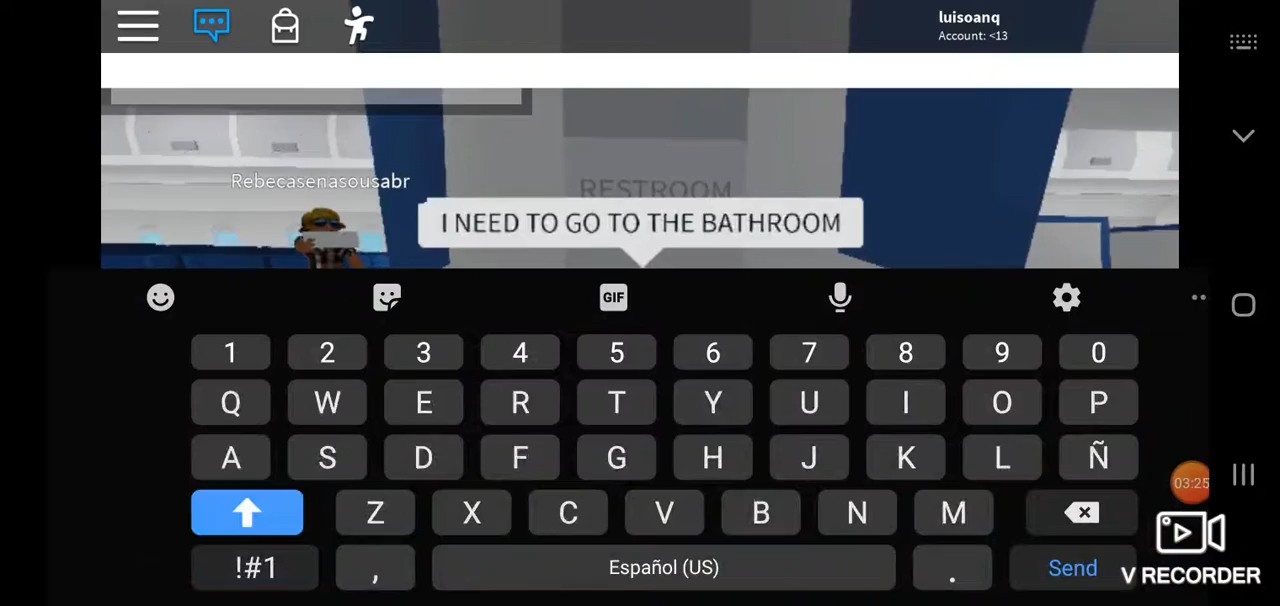 luisoanq
Account: <13
Rebecasenasousabr
RESTROOM
I NEED TO GO TO THE BATHROOM
GIF
1 2 3 4 5 6 7 8 9 0
Q W E R T Y U I O P
A S D F G H J K L Ñ
Z X C V B N M
!#1 , Español (US) . Send
03:25
V RECORDER